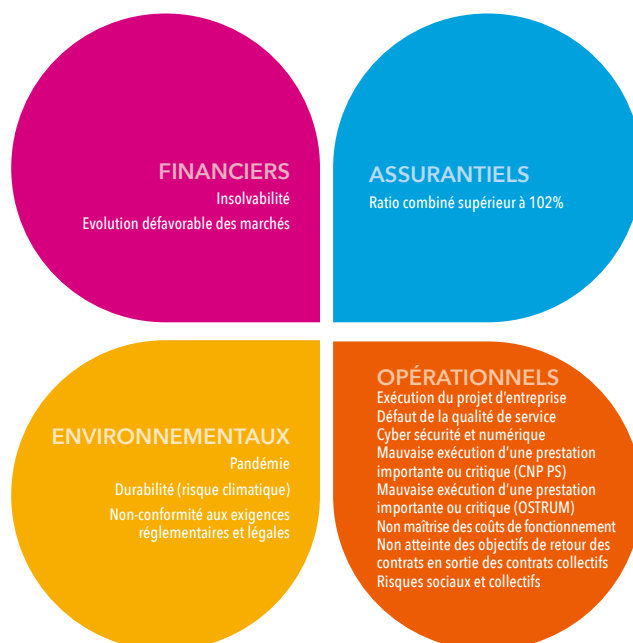 FINANCIERS
Insolvabilité
Evolution défavorable des marchés
ASSURANTIELS
Ratio combiné supérieur à 102%
ENVIRONNEMENTAUX
Pandémie
Durabilité (risque climatique)
Non-conformité aux exigences
réglementaires et légales
OPÉRATIONNELS
Exécution du projet d'entreprise
Défaut de la qualité de service
Cyber sécurité et numérique
Mauvaise exécution d'une prestation
importante ou critique (CNP PS)
Mauvaise exécution d'une prestation
importante ou critique (OSTRUM)
Non maîtrise des coûts de fonctionnement
Non atteinte des objectifs de retour des
contrats en sortie des contrats collectifs
Risques sociaux et collectifs